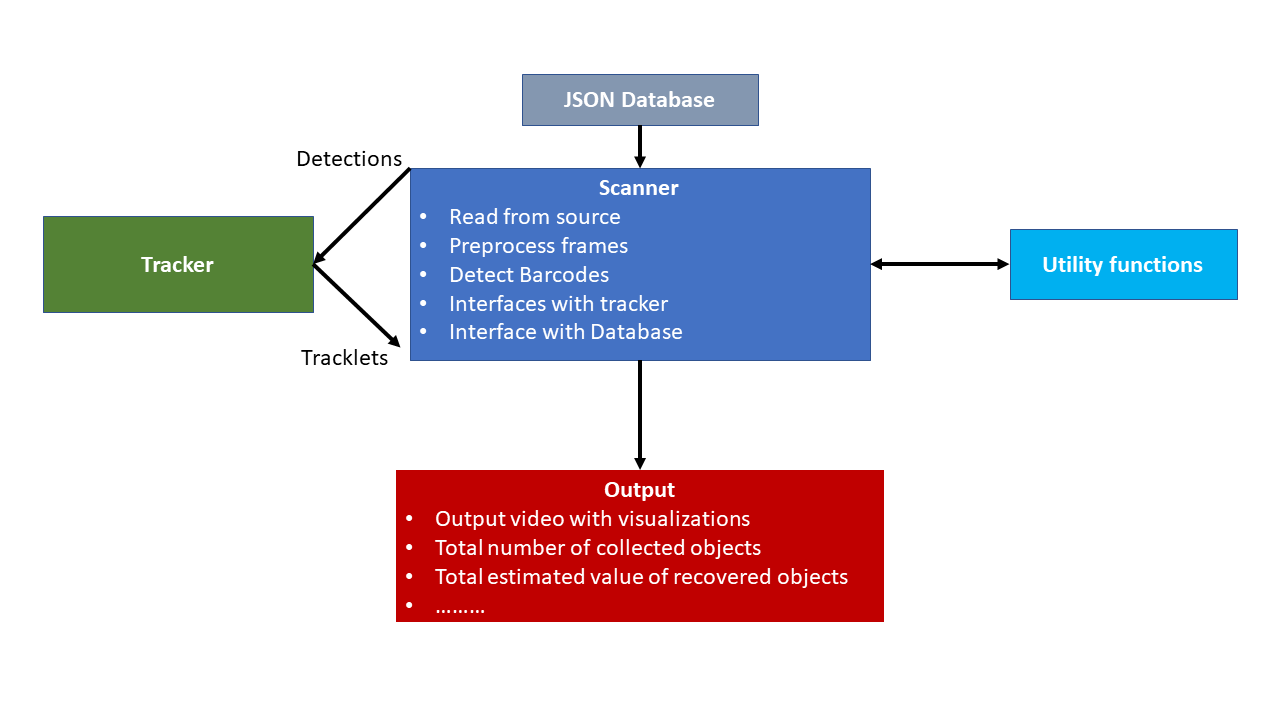 JSON Database
Detections
Scanner
• Read from source
• Preprocess frames
• Detect Barcodes
• Interfaces with tracker
• Interface with Database
Tracker
Utility functions
Tracklets
Output
• Output video with visualizations
• Total number of collected objects
• Total estimated value of recovered objects
• ………